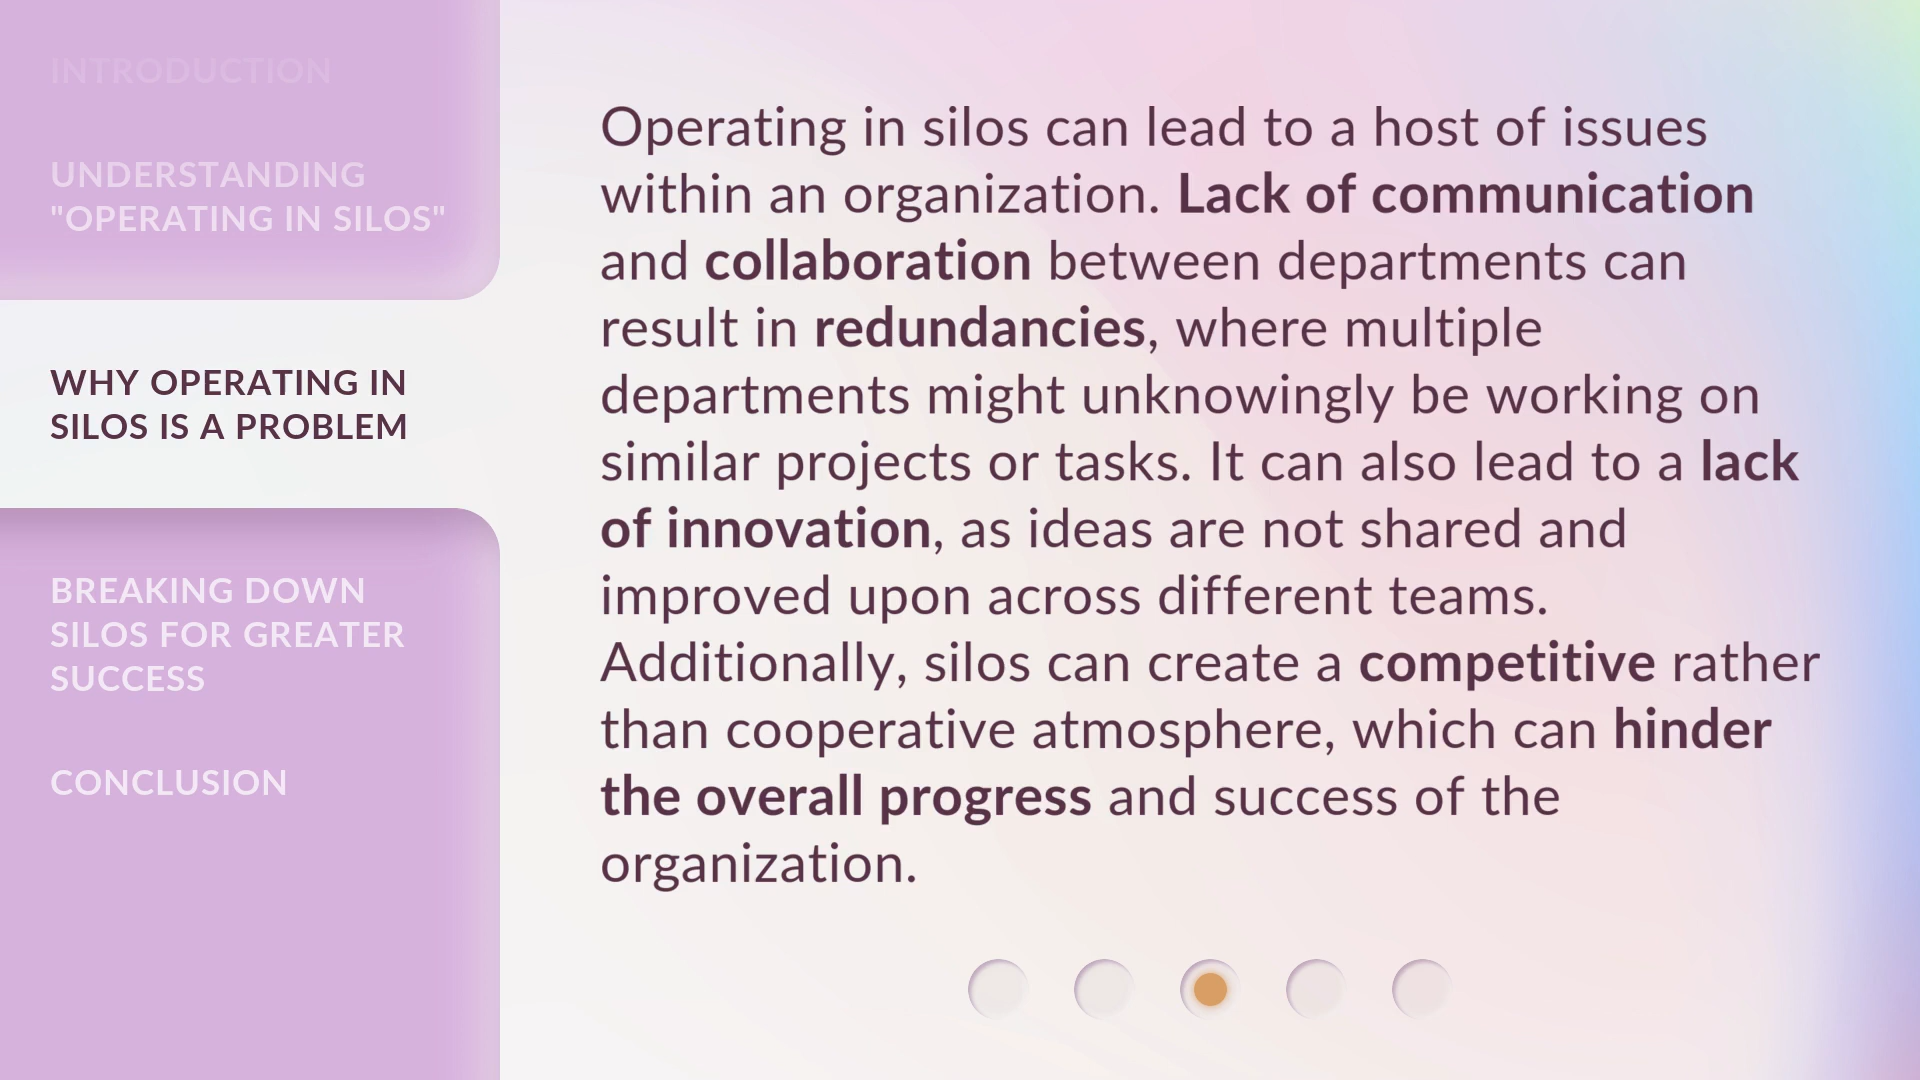 INTRODUCTION
UNDERSTANDING
"OPERATING IN SILOS"
WHY OPERATING IN
SILOS IS A PROBLEM
BREAKING DOWN
SILOS FOR GREATER
SUCCESS
CONCLUSION
Operating in silos can lead to a host of issues
within an organization. Lack of communication
and collaboration between departments can
result in redundancies, where multiple
departments might unknowingly be working on
similar projects or tasks. It can also lead to a lack
of innovation, as ideas are not shared and
improved upon across different teams.
Additionally, silos can create a competitive rather
than cooperative atmosphere, which can hinder
the overall progress and success of the
organization.